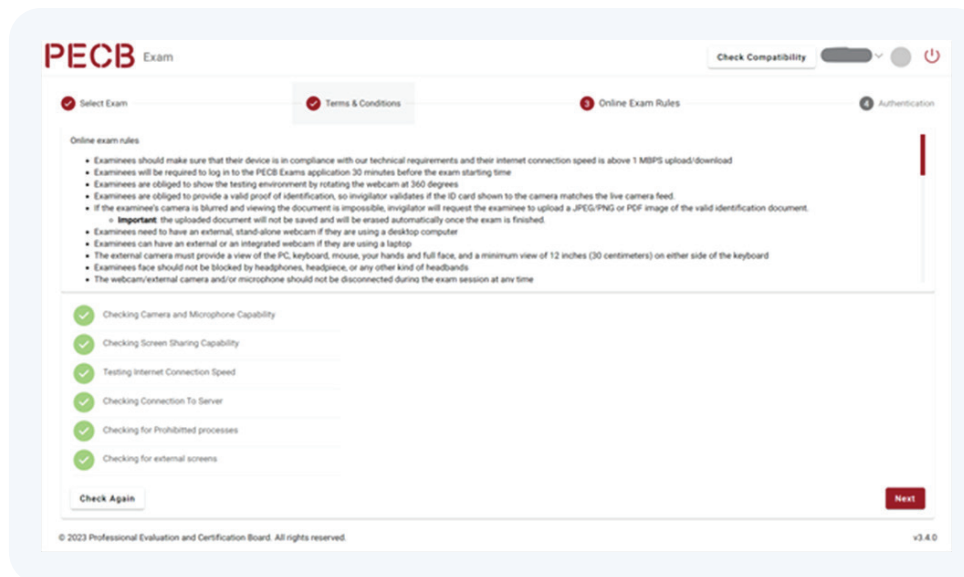 PECB Exam
Check Compatibility
Select Exam
Terms & Conditions
3 Online Exam Rules
4 Authentication
Online exam rules
Examinees should make sure that their device is in compliance with our technical requirements and their internet connection speed is above 1 MBPS upload/download
Examinees will be required to log in to the PECB Exams application 30 minutes before the exam starting time
Examinees are obliged to show the testing environment by rotating the webcam at 360 degrees
Examinees are obliged to provide a valid proof of identification, so invigilator validates if the ID card shown to the camera matches the live camera feed.
If the examinee's camera is blurred and viewing the document is impossible, invigilator will request the examinee to upload a JPEG/PNG or PDF image of the valid identification document.
Important: the uploaded document will not be saved and will be erased automatically once the exam is finished.
Examinees need to have an external, stand-alone webcam if they are using a desktop computer
Examinees can have an external or an integrated webcam if they are using a laptop
The external camera must provide a view of the PC, keyboard, mouse, your hands and full face, and a minimum view of 12 inches (30 centimeters) on either side of the keyboard
Examinees face should not be blocked by headphones, headpiece, or any other kind of headbands
The webcam/external camera and/or microphone should not be disconnected during the exam session at any time
Checking Camera and Microphone Capability
Checking Screen Sharing Capability
Testing Internet Connection Speed
Checking Connection To Server
Checking for Prohibitted processes
Checking for external screens
Check Again
Next
© 2023 Professional Evaluation and Certification Board. All rights reserved.
v3.4.0